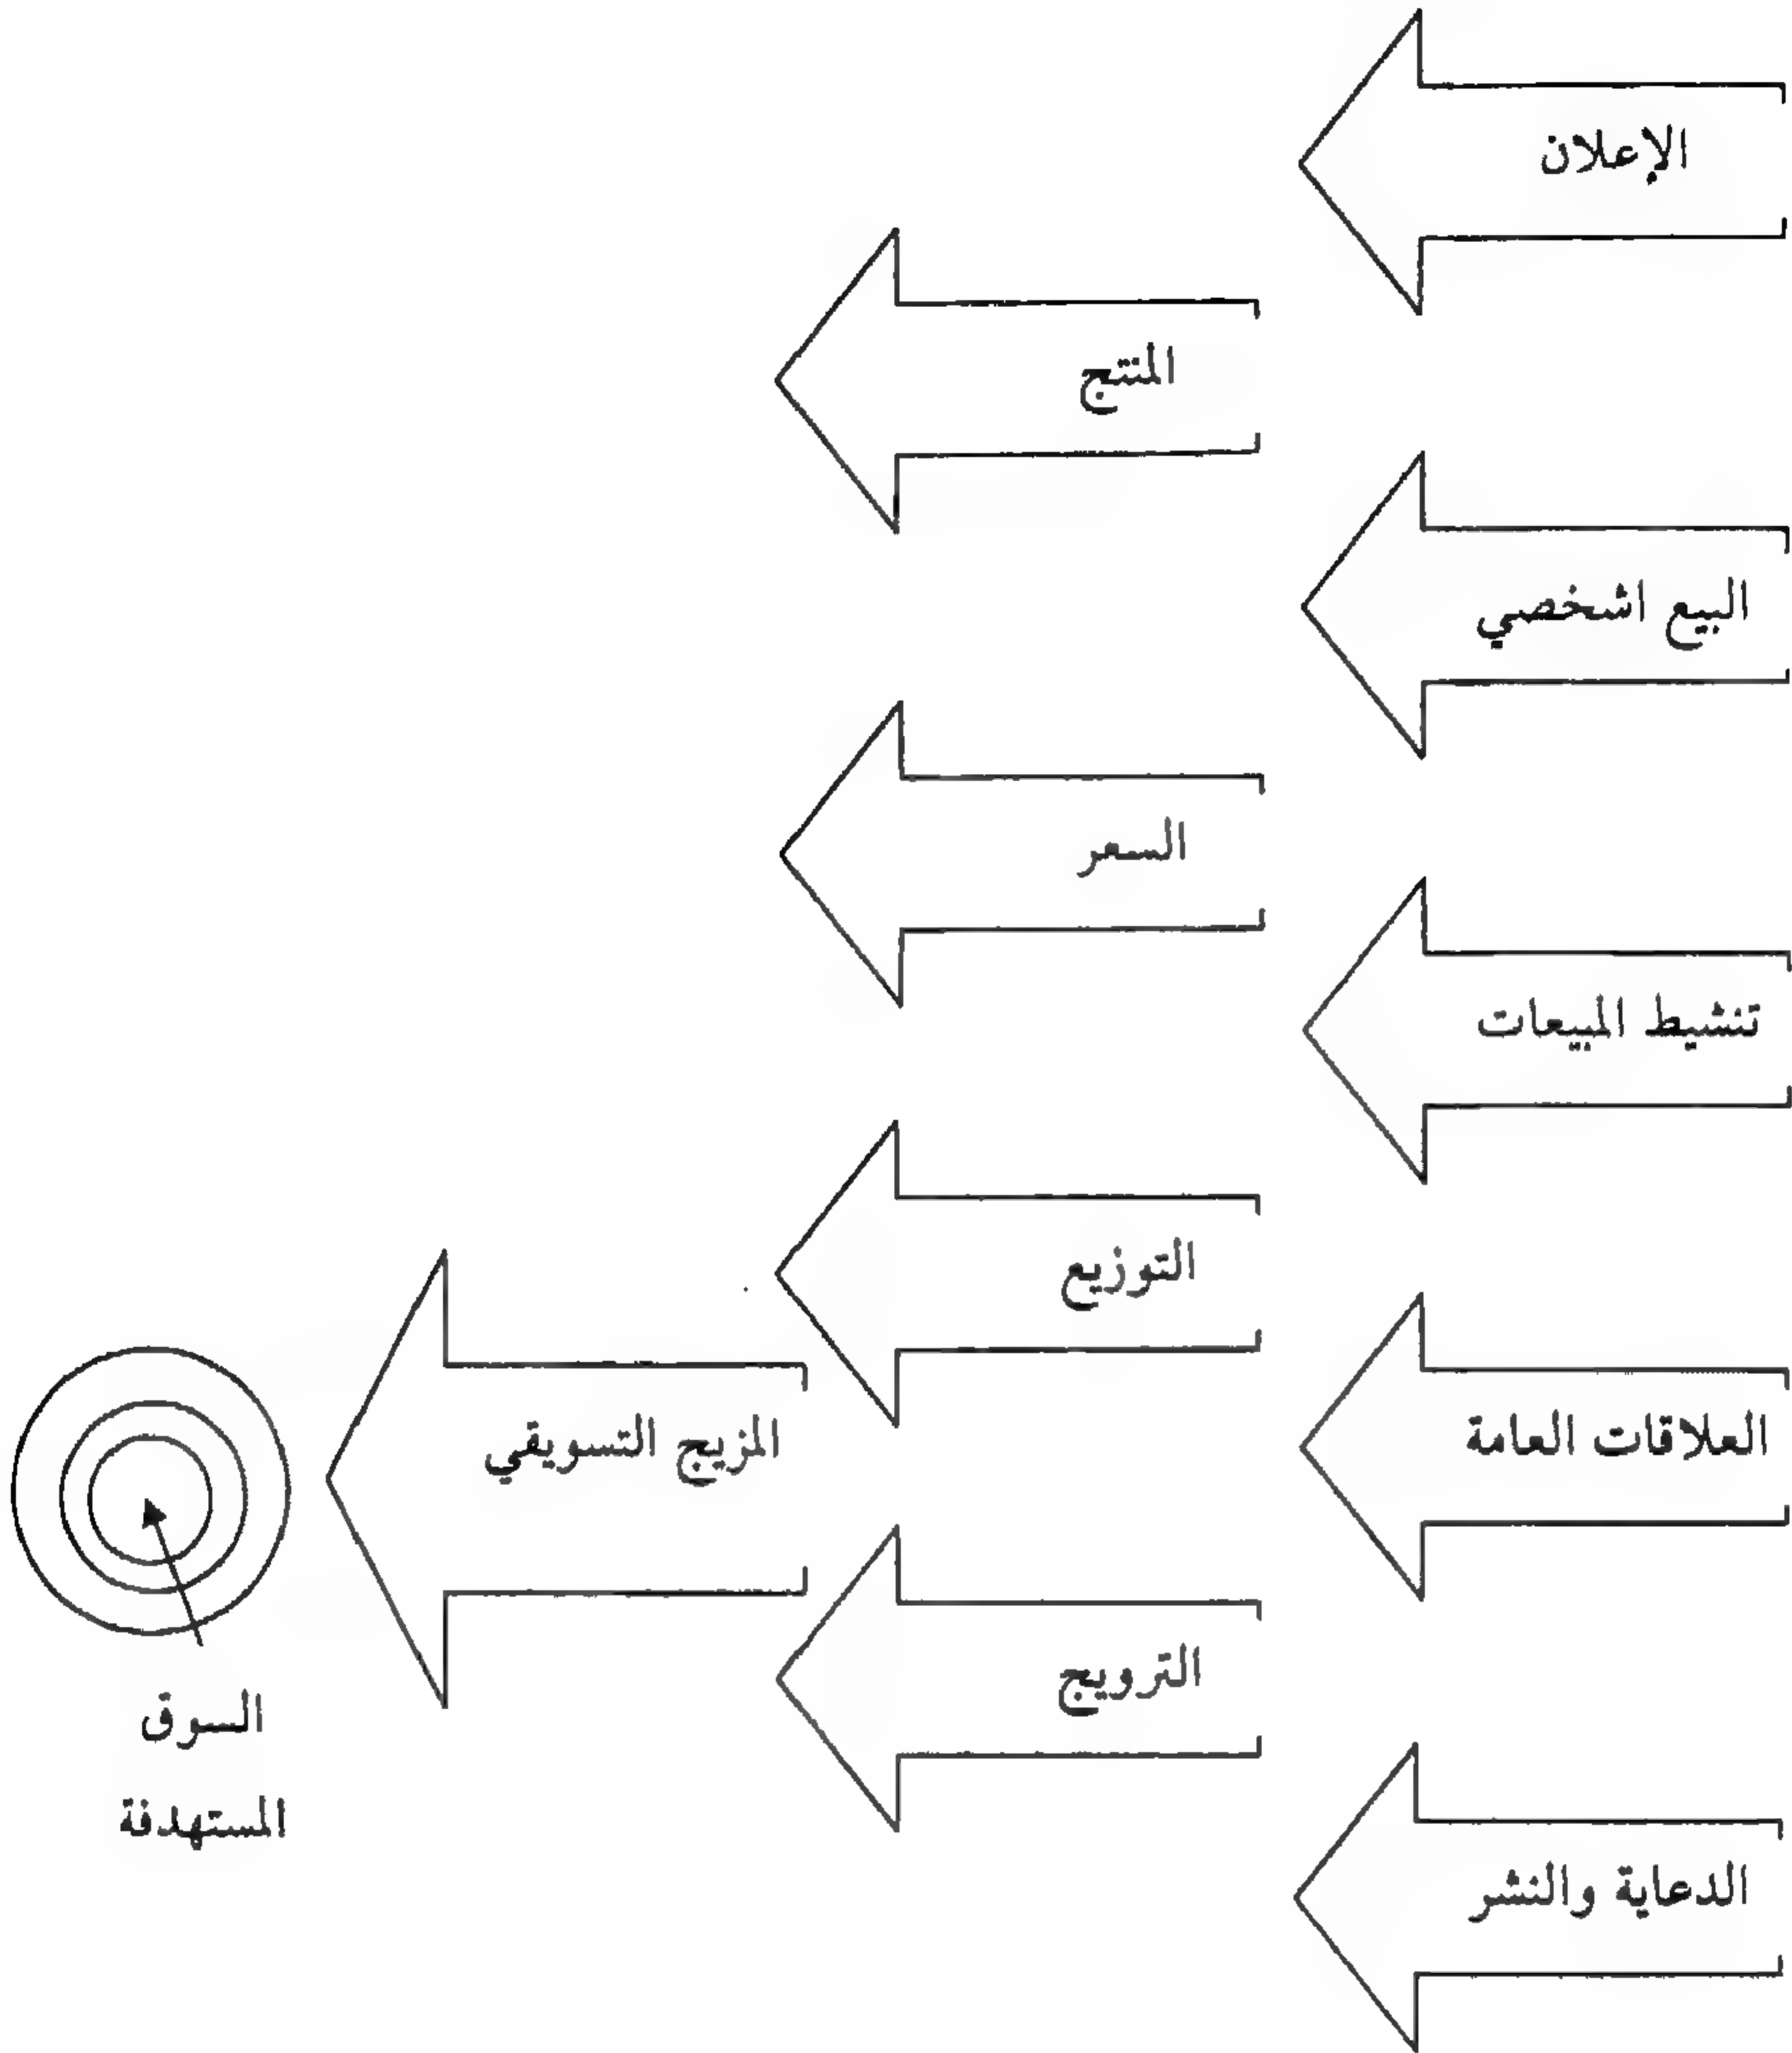 الإعلان
البيع اشخصي
تنشيط المبيعات
العلاقات العامة
الدعاية والنشر
المنتج
السعر
التوزيع
الترويج
المزيج التسويقي
السوق
المستهدفة